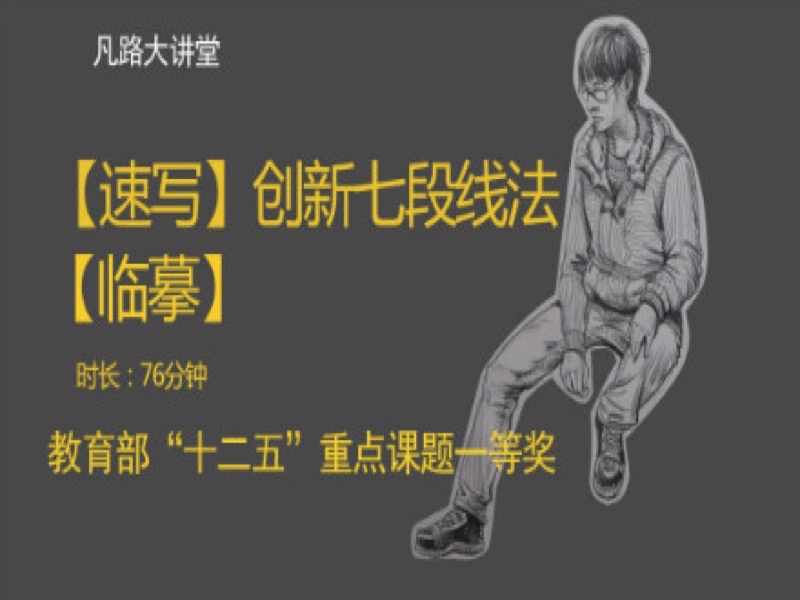 凡路大讲堂
【速写】创新七段线法
【临摹】
时长：76分钟
教育部“十二五”重点课题一等奖